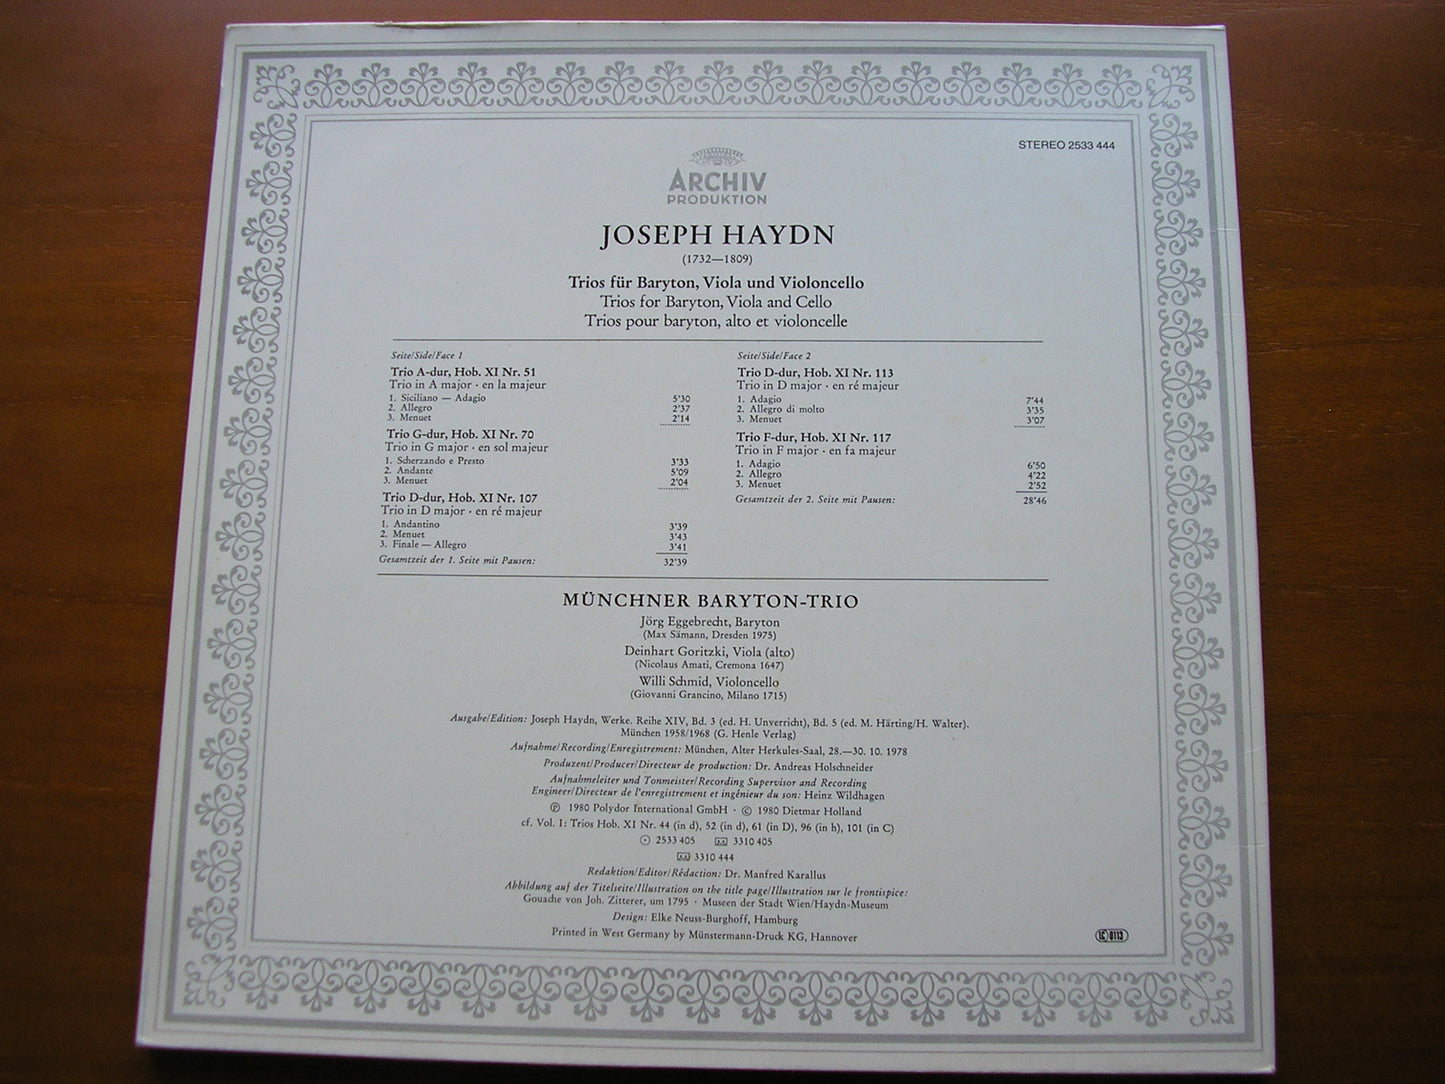 STEREO 2533 444
ARCHIV
PRODUKTION
JOSEPH HAYDN
(1732—1809)
Trios für Baryton, Viola und Violoncello
Trios for Baryton, Viola and Cello
Trios pour baryton, alto et violoncelle
Seite/Side/Face 1
Trio A-dur, Hob. XI Nr. 51
Trio in A major · en la majeur
1. Siciliano — Adagio 5'30
2. Allegro 2'37
3. Menuet 2'14
Trio G-dur, Hob. XI Nr. 70
Trio in G major · en sol majeur
1. Scherzando e Presto 3'33
2. Andante 5'09
3. Menuet 2'04
Trio D-dur, Hob. XI Nr. 107
Trio in D major · en ré majeur
1. Andantino 3'39
2. Menuet 3'43
3. Finale — Allegro 3'41
Gesamtzeit der 1. Seite mit Pausen: 32'39
Seite/Side/Face 2
Trio D-dur, Hob. XI Nr. 113
Trio in D major · en ré majeur
1. Adagio 7'44
2. Allegro di molto 3'35
3. Menuet 3'07
Trio F-dur, Hob. XI Nr. 117
Trio in F major · en fa majeur
1. Adagio 6'50
2. Allegro 4'22
3. Menuet 2'52
Gesamtzeit der 2. Seite mit Pausen: 28'46
MÜNCHNER BARYTON-TRIO
Jörg Eggebrecht, Baryton
(Max Sämann, Dresden 1975)
Deinhart Goritzki, Viola (alto)
(Nicolaus Amati, Cremona 1647)
Willi Schmid, Violoncello
(Giovanni Grancino, Milano 1715)
Ausgabe/Edition: Joseph Haydn, Werke. Reihe XIV, Bd. 3 (ed. H. Unverricht), Bd. 5 (ed. M. Härting/H. Walter).
München 1958/1968 (G. Henle Verlag)
Aufnahme/Recording/Enregistrement: München, Alter Herkules-Saal, 28.—30. 10. 1978
Produzent/Producer/Directeur de production: Dr. Andreas Holschneider
Aufnahmeleiter und Tonmeister/Recording Supervisor and Recording
Engineer/Directeur de l'enregistrement et ingénieur du son: Heinz Wildhagen
℗ 1980 Polydor International GmbH · © 1980 Dietmar Holland
cf. Vol. I: Trios Hob. XI Nr. 44 (in d), 52 (in d), 61 (in D), 96 (in h), 101 (in C)
2533 405 3310 405
3310 444
Redaktion/Editor/Rédaction: Dr. Manfred Karallus
Abbildung auf der Titelseite/Illustration on the title page/Illustration sur le frontispice:
Gouache von Joh. Zitterer, um 1795 · Museen der Stadt Wien/Haydn-Museum
Design: Elke Neuss-Burghoff, Hamburg
Printed in West Germany by Münstermann-Druck KG, Hannover
LC 0113